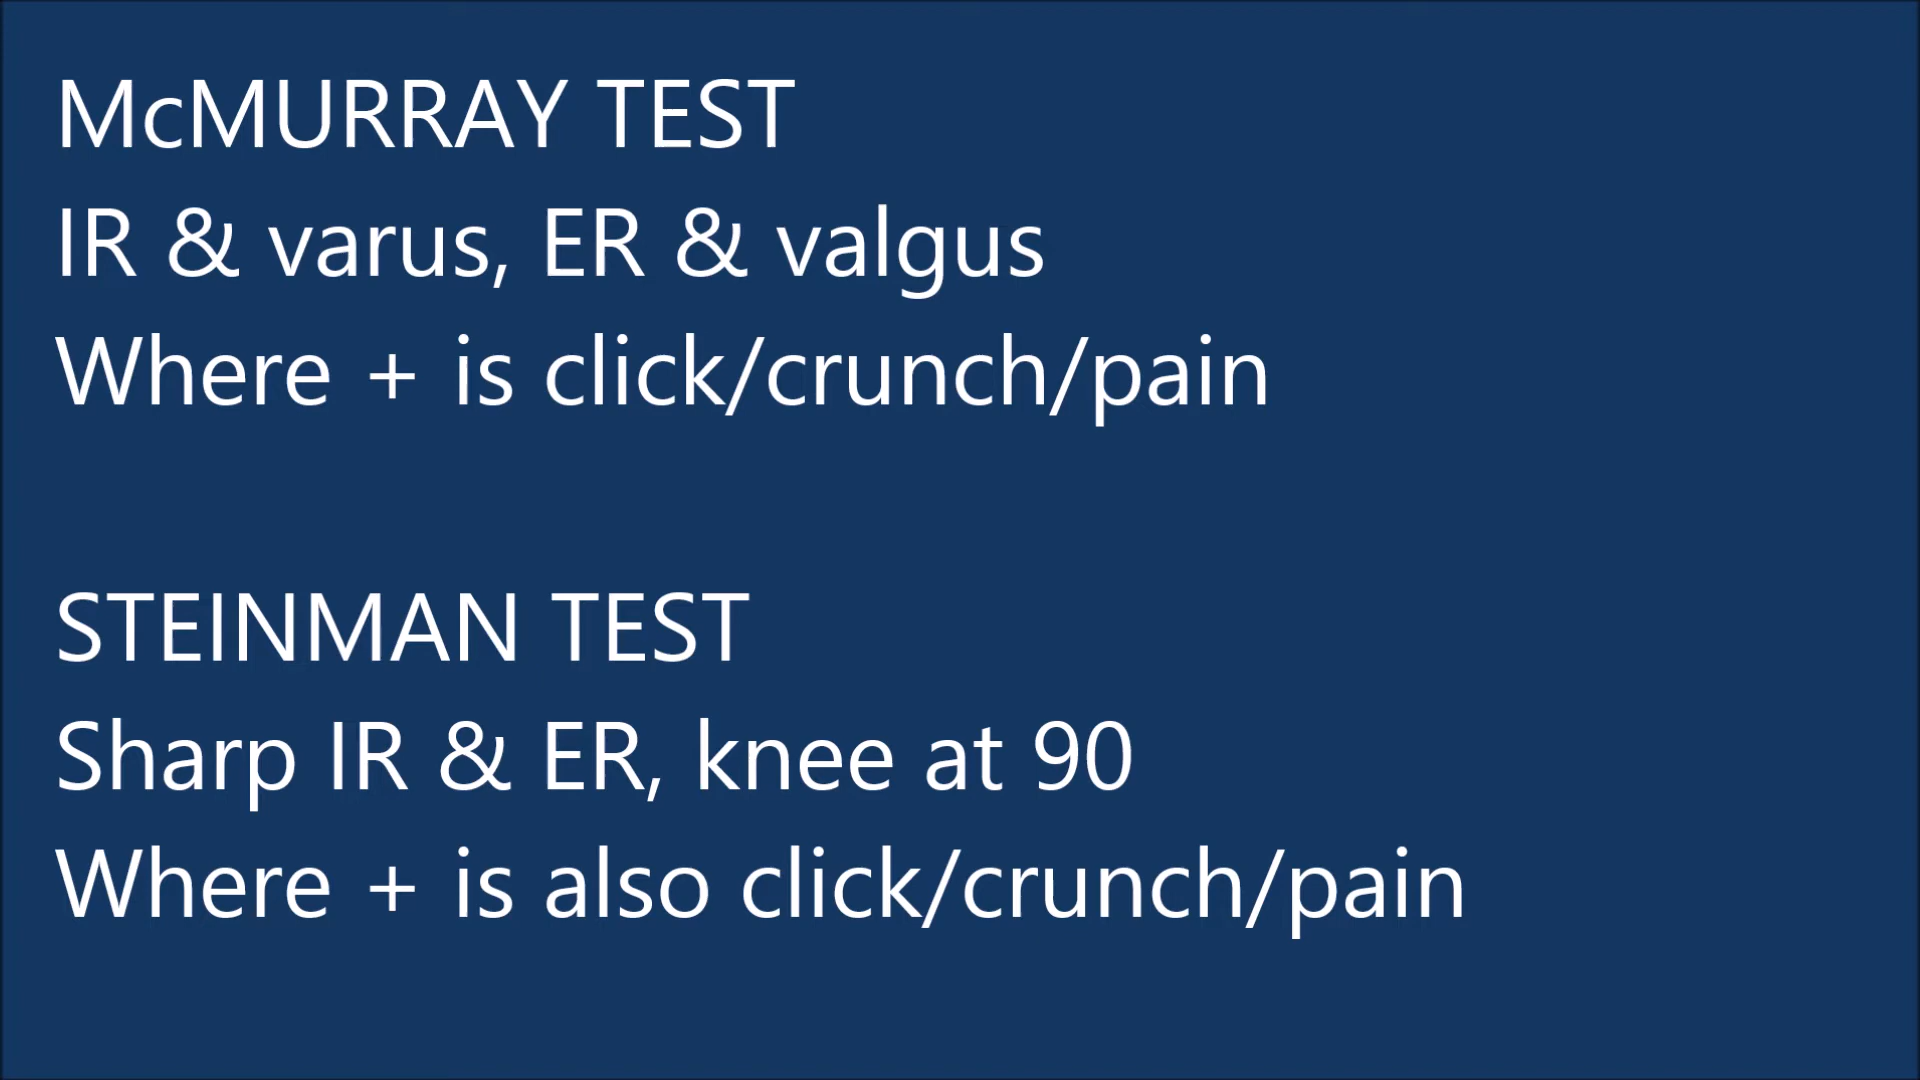 McMURRAY TEST
IR & varus, ER & valgus
Where + is click/crunch/pain
STEINMAN TEST
Sharp IR & ER, knee at 90
Where + is also click/crunch/pain